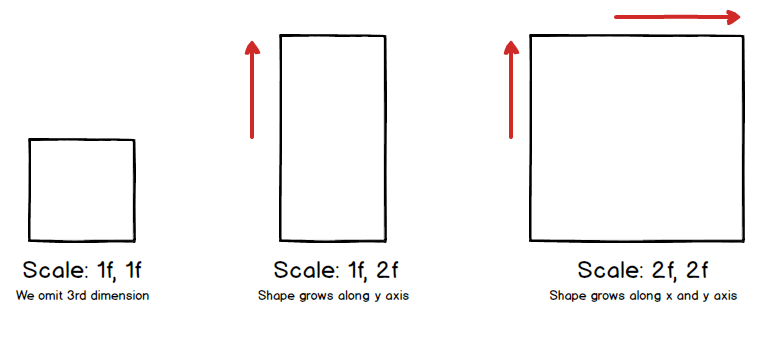 Scale: 1f, 1f
We omit 3rd dimension
Scale: 1f, 2f
Shape grows along y axis
Scale: 2f, 2f
Shape grows along x and y axis